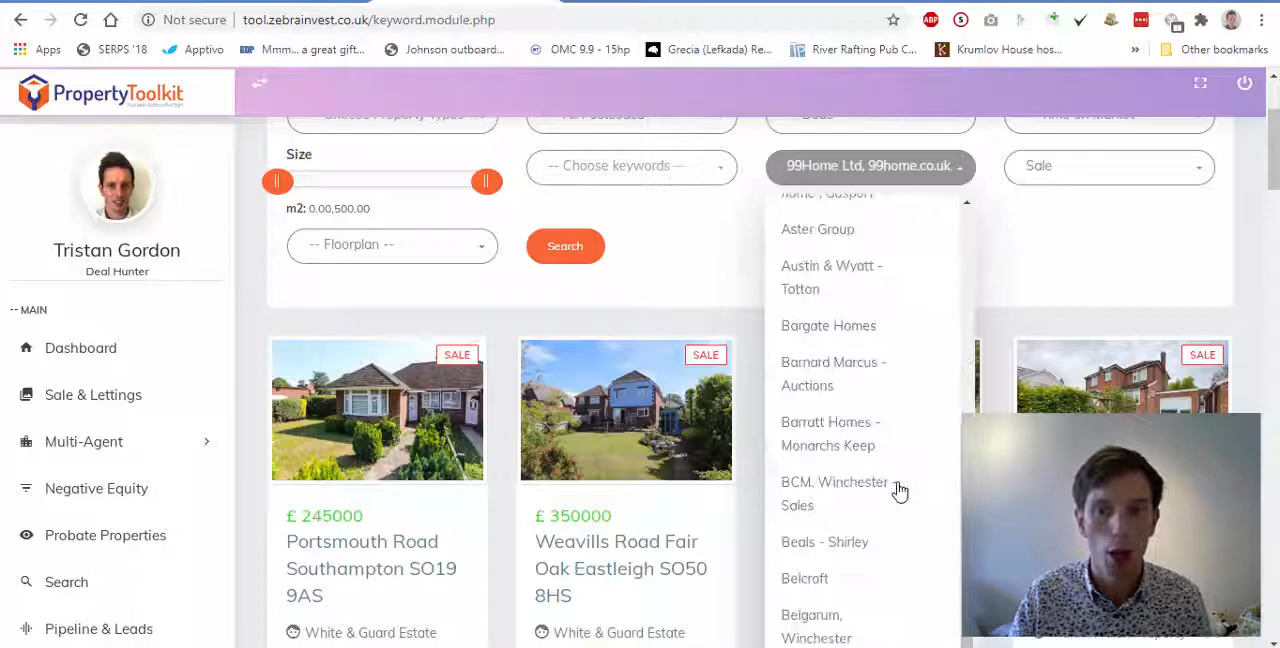 Not secure | tool.zebrainvest.co.uk/keyword.module.php
ABP
S
Apps SERPS '18 Apptivo Mmm... a great gift... Johnson outboard... OMC 9.9 - 15hp Grecia (Lefkada) Re... River Rafting Pub C... Krumlov House hos... » Other bookmarks
PropertyToolkit
Tristan Gordon
Deal Hunter
-- MAIN
Dashboard
Sale & Lettings
Multi-Agent
Negative Equity
Probate Properties
Search
Pipeline & Leads
Size
m2: 0.00,500.00
-- Choose keywords --
99Home Ltd, 99home.co.uk
Sale
-- Floorplan --
Search
Aster Group
Austin & Wyatt -
Totton
Bargate Homes
Barnard Marcus -
Auctions
Barratt Homes -
Monarchs Keep
BCM, Winchester -
Sales
Beals - Shirley
Belcroft
Belgarum,
Winchester
SALE
£ 245000
Portsmouth Road
Southampton SO19
9AS
White & Guard Estate
SALE
£ 350000
Weavills Road Fair
Oak Eastleigh SO50
8HS
White & Guard Estate
SALE